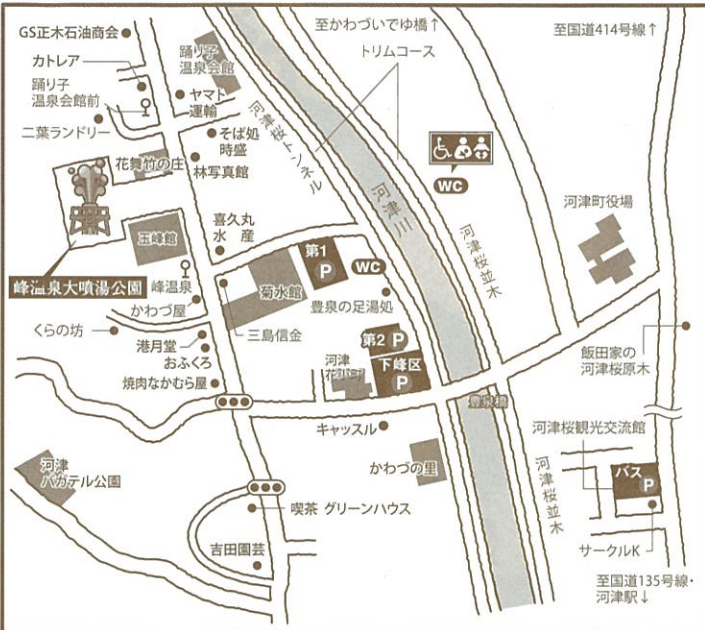 GS正木石油商会
カトレア
踊り子
温泉会館前
二葉ランドリー
踊り子
温泉会館
ヤマト
運輸
そば処
時盛
花舞竹の庄
林写真館
至かわづいでゆ橋↑
トリムコース
至国道414号線↑
河津桜トンネル
河津川
WC
河津桜並木
河津町役場
玉峰館
喜久丸
水産
峰温泉大噴湯公園
峰温泉
かわづ屋
第1
P
WC
菊水館
三島信金
豊泉の足湯処
くらの坊
港月堂
おふくろ
焼肉なかむら屋
第2 P
下峰区
P
河津
キャッスル
豊泉橋
飯田家の
河津桜原木
河津桜観光交流館
バス
P
サークルK
河津
バガテル公園
かわづの里
河津桜並木
喫茶 グリーンハウス
吉田園芸
至国道135号線・
河津駅↓